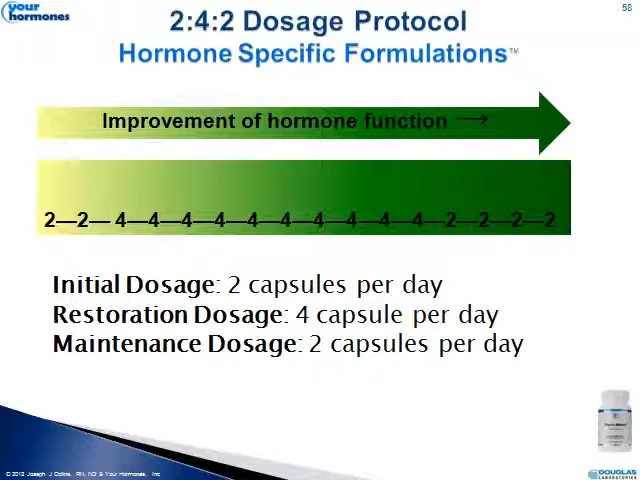 your
hormones
58
2:4:2 Dosage Protocol
Hormone Specific Formulations™
Improvement of hormone function →
2—2— 4—4—4—4—4—4—4—4—4—4—2—2—2—2
Initial Dosage: 2 capsules per day
Restoration Dosage: 4 capsule per day
Maintenance Dosage: 2 capsules per day
© 2012 Joseph J Collins, RN, ND & Your Hormones, Inc
DOUGLAS
LABORATORIES